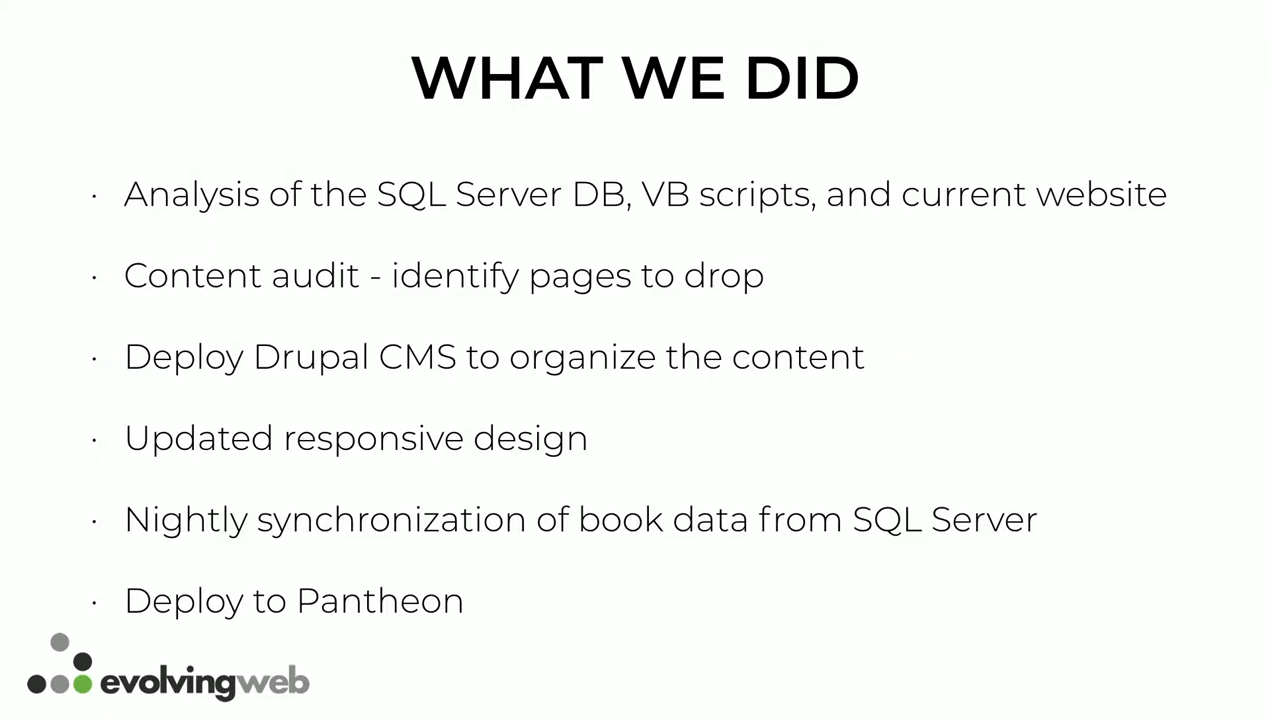 WHAT WE DID
· Analysis of the SQL Server DB, VB scripts, and current website
· Content audit - identify pages to drop
· Deploy Drupal CMS to organize the content
· Updated responsive design
· Nightly synchronization of book data from SQL Server
· Deploy to Pantheon
evolvingweb